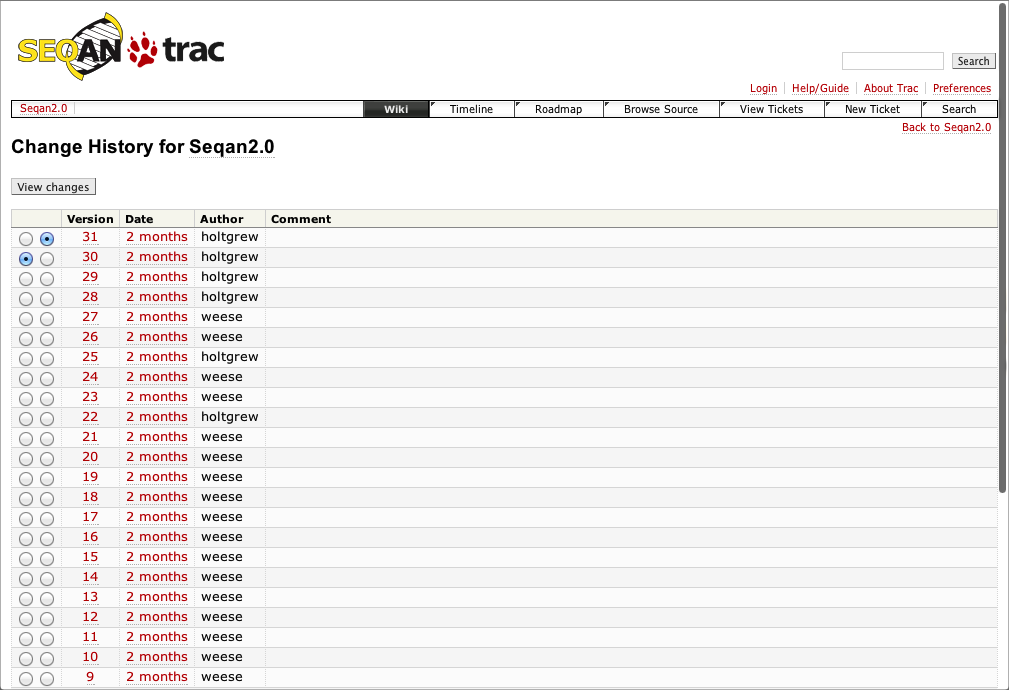 SEQAN trac
Search
Login Help/Guide About Trac Preferences
Seqan2.0 Wiki Timeline Roadmap Browse Source View Tickets New Ticket Search
Back to Seqan2.0
Change History for Seqan2.0
View changes
Version Date Author Comment
31 2 months holtgrew
30 2 months holtgrew
29 2 months holtgrew
28 2 months holtgrew
27 2 months weese
26 2 months weese
25 2 months holtgrew
24 2 months weese
23 2 months weese
22 2 months holtgrew
21 2 months weese
20 2 months weese
19 2 months weese
18 2 months weese
17 2 months weese
16 2 months weese
15 2 months weese
14 2 months weese
13 2 months weese
12 2 months weese
11 2 months weese
10 2 months weese
9 2 months weese